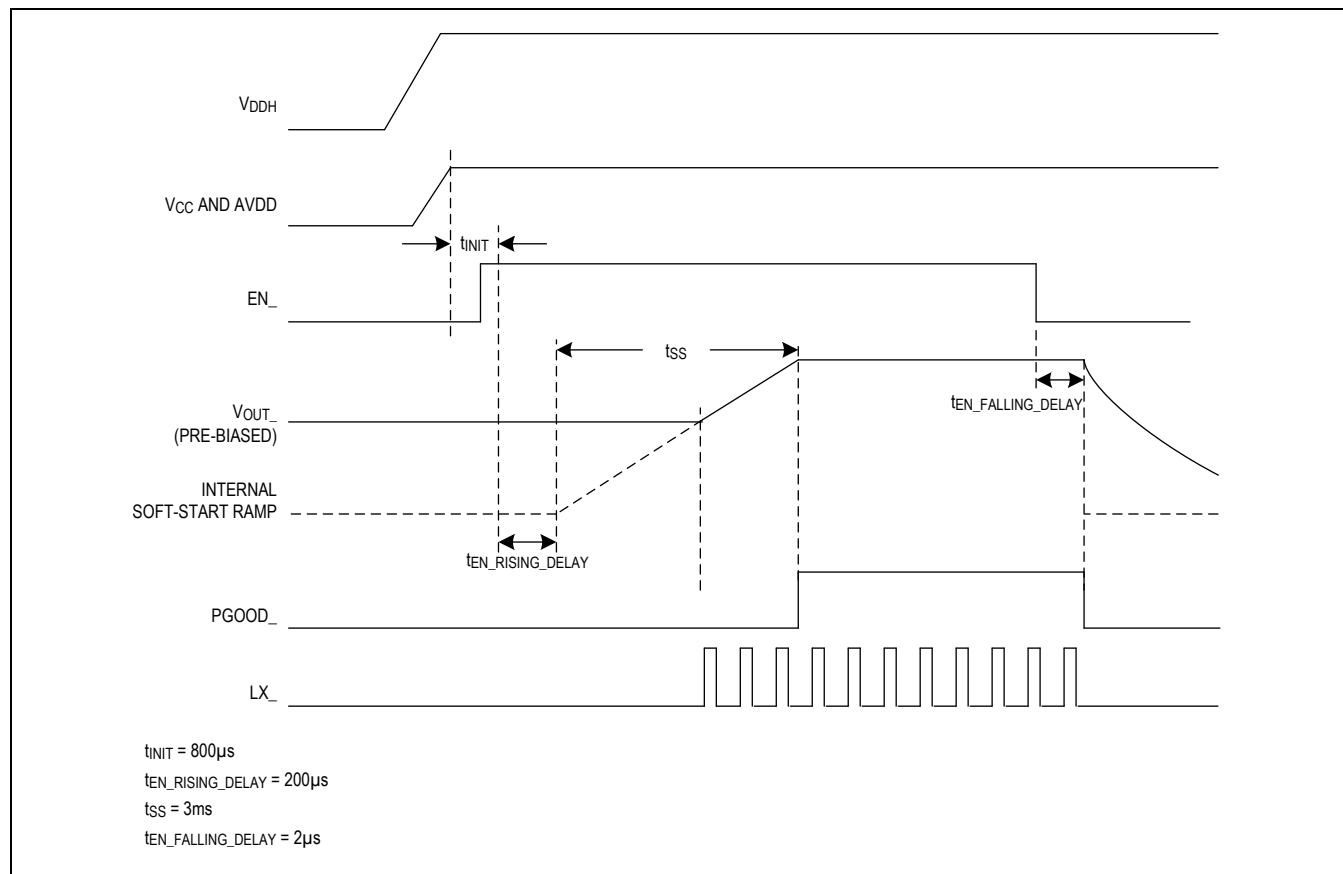 VDDH
VCC AND AVDD
tINIT
EN_
tSS
VOUT_
(PRE-BIASED)
tEN_FALLING_DELAY
INTERNAL
SOFT-START RAMP
tEN_RISING_DELAY
PGOOD_
LX_
tINIT = 800µs
tEN_RISING_DELAY = 200µs
tSS = 3ms
tEN_FALLING_DELAY = 2µs